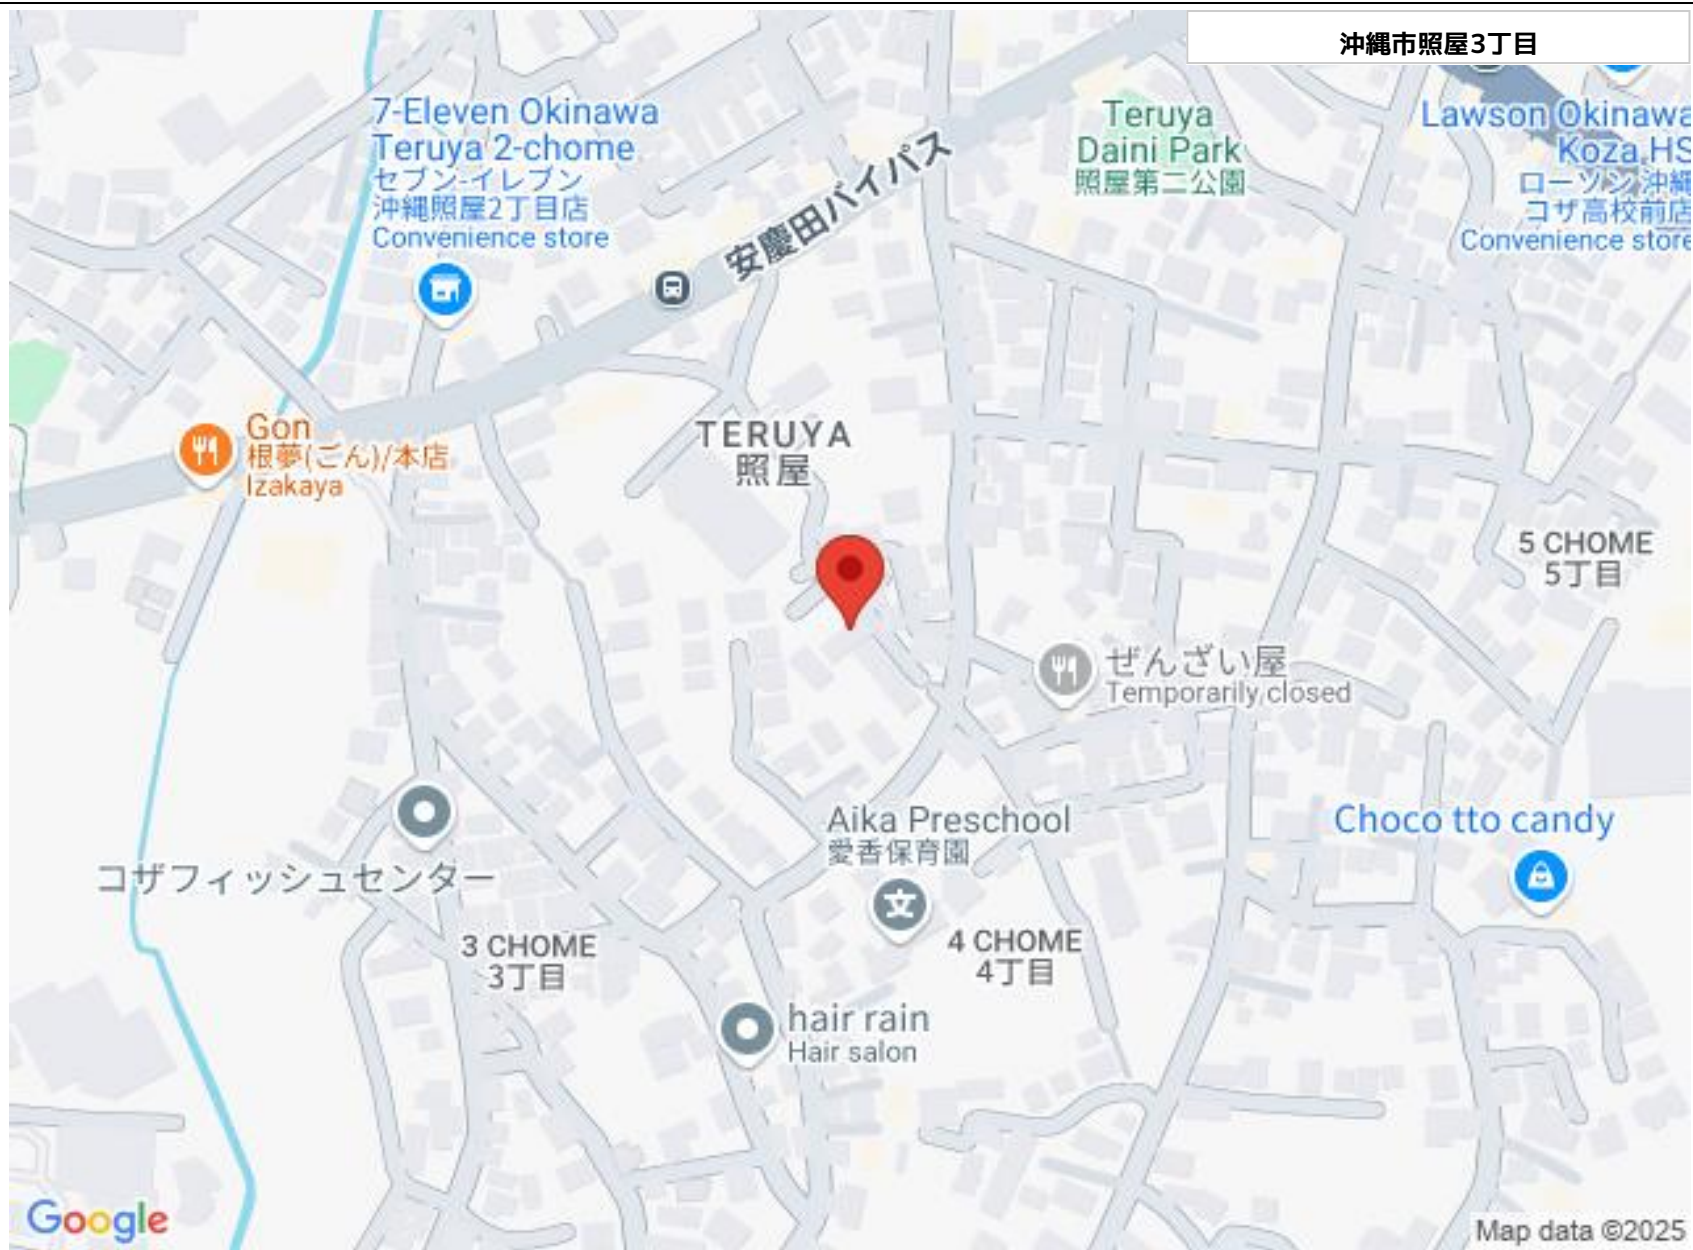 沖縄市照屋3丁目
7-Eleven Okinawa
Teruya 2-chome
セブン-イレブン
沖縄照屋2丁目店
Convenience store
安慶田バイパス
Teruya
Daini Park
照屋第二公園
Lawson Okinawa
Koza HS
ローソン 沖縄
コザ高校前店
Convenience store
Gon
根夢(ごん)/本店
Izakaya
TERUYA
照屋
5 CHOME
5丁目
ぜんざい屋
Temporarily closed
Aika Preschool
愛香保育園
文
Choco tto candy
コザフィッシュセンター
3 CHOME
3丁目
4 CHOME
4丁目
hair rain
Hair salon
Google
Map data ©2025